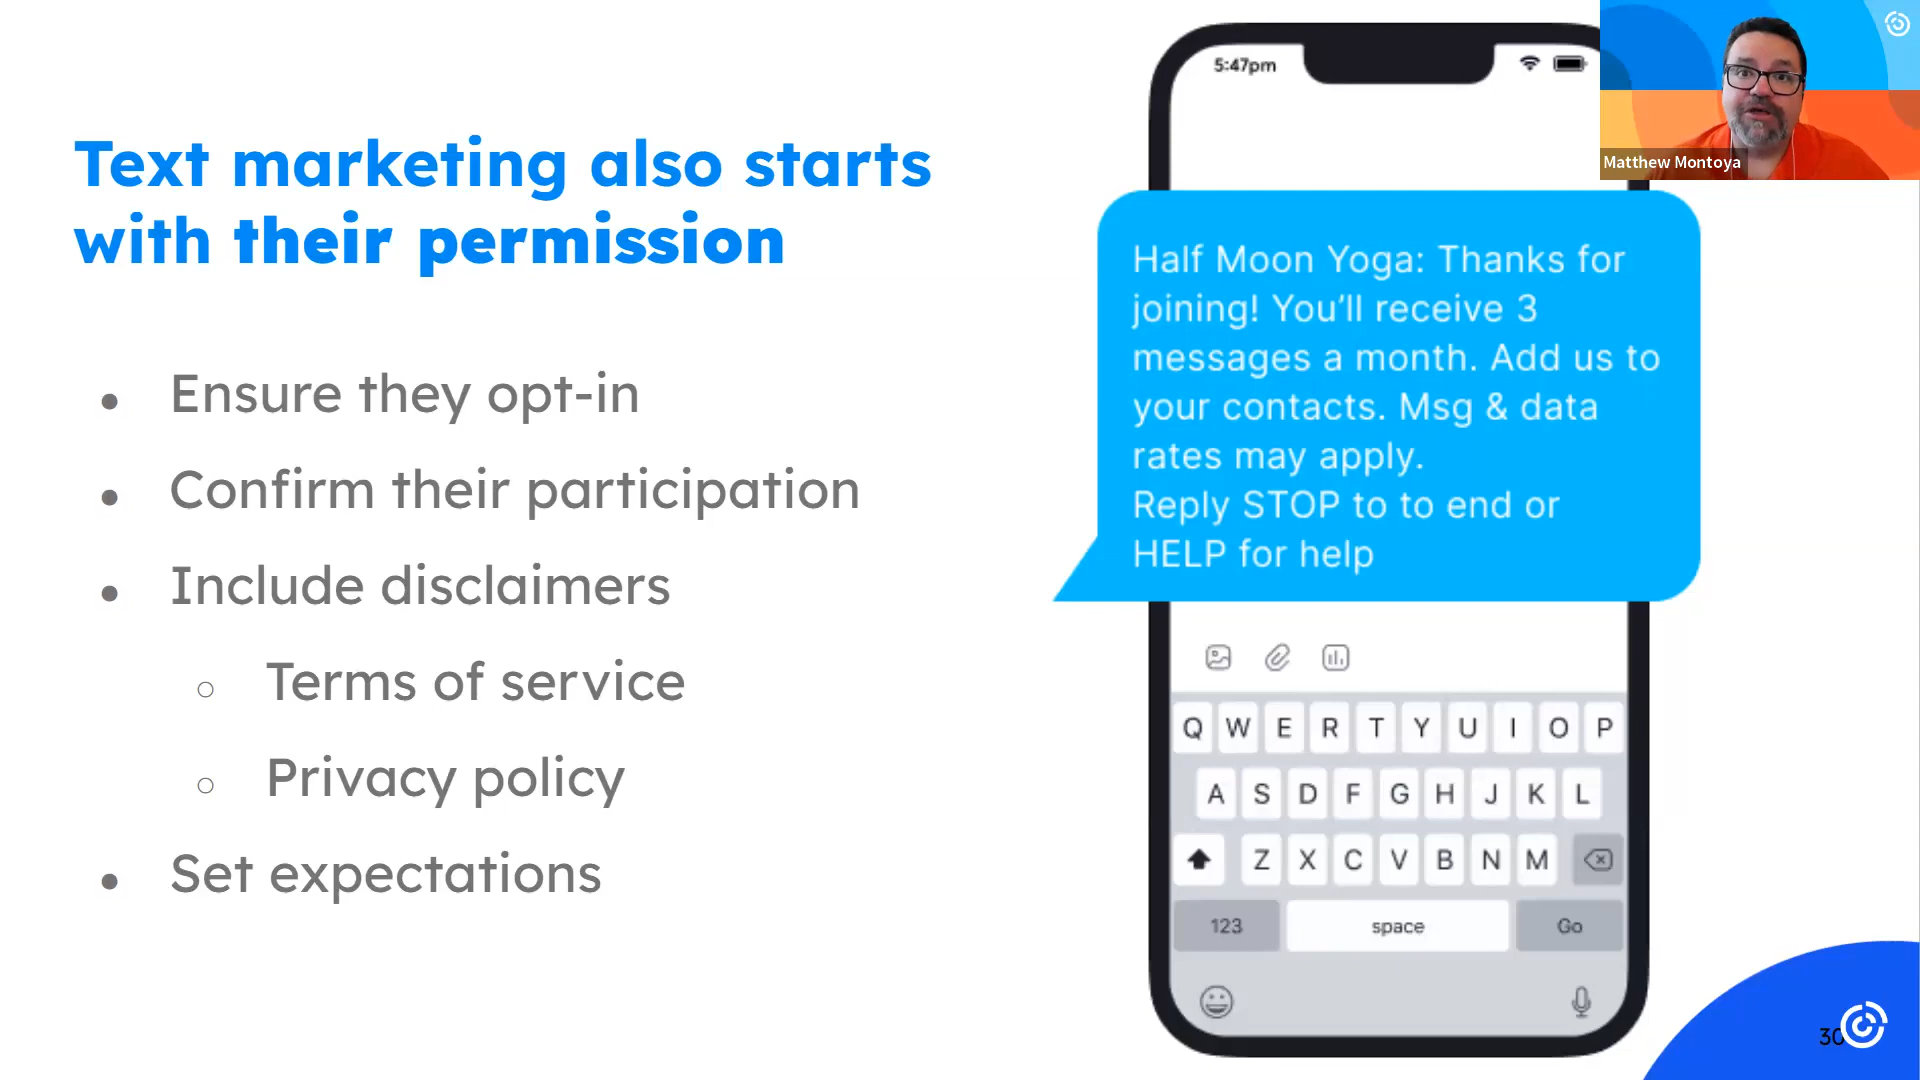 Text marketing also starts
with their permission
● Ensure they opt-in
● Confirm their participation
● Include disclaimers
○ Terms of service
○ Privacy policy
● Set expectations
5:47pm
Half Moon Yoga: Thanks for
joining! You'll receive 3
messages a month. Add us to
your contacts. Msg & data
rates may apply.
Reply STOP to to end or
HELP for help
Q W E R T Y U I O P
A S D F G H J K L
Z X C V B N M
123 space Go
Matthew Montoya
30